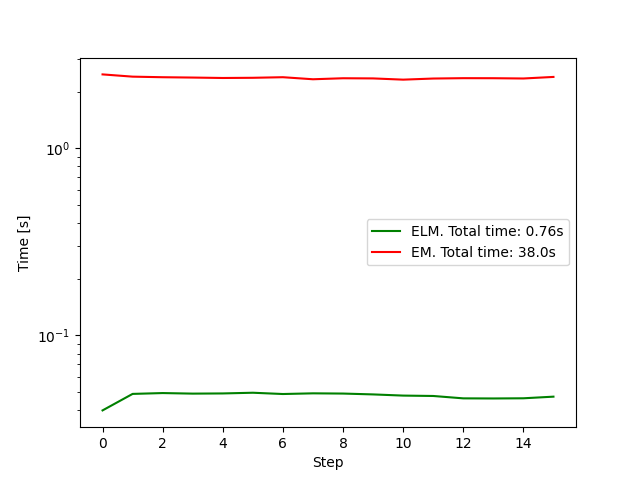 10⁰
10⁻¹
Time [s]
ELM. Total time: 0.76s
EM. Total time: 38.0s
0 2 4 6 8 10 12 14
Step